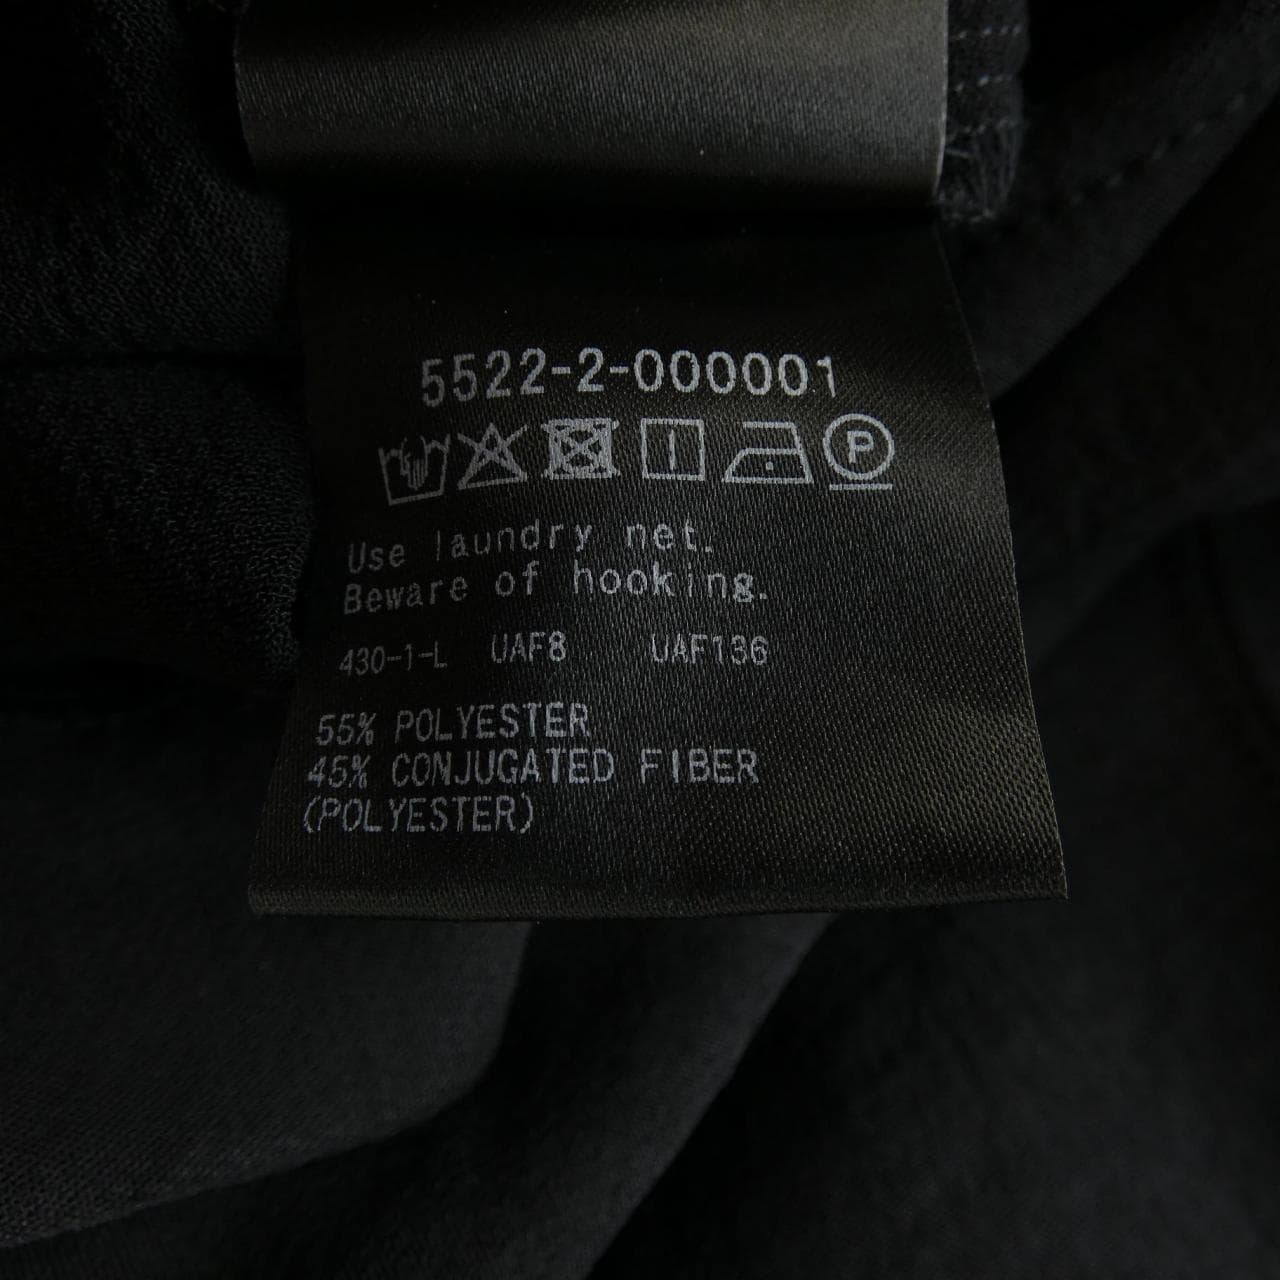 5522-2-000001
P
Use laundry net.
Beware of hooking.
430-1-L UAF8 UAF136
55% POLYESTER
45% CONJUGATED FIBER
(POLYESTER)